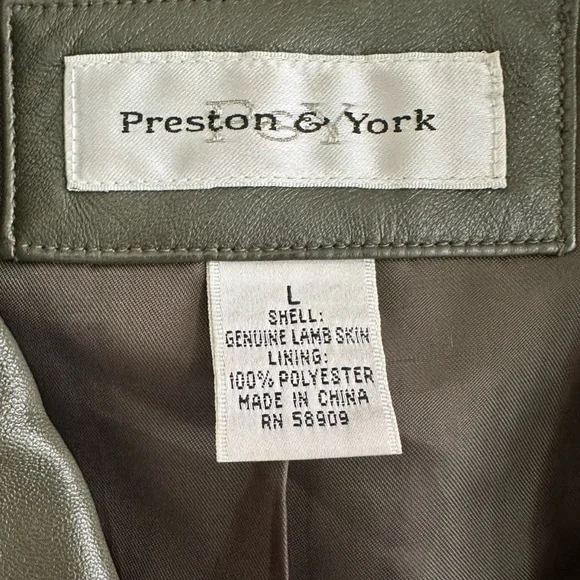 Preston & York
L
SHELL:
GENUINE LAMB SKIN
LINING:
100% POLYESTER
MADE IN CHINA
RN 58909